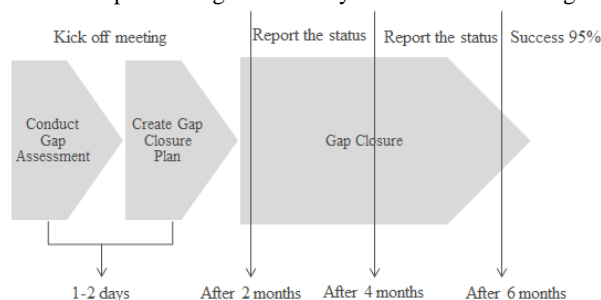 Kick off meeting
Report the status
Report the status
Success 95%
Conduct
Gap
Assessment
Create Gap
Closure
Plan
Gap Closure
1-2 days
After 2 months
After 4 months
After 6 months